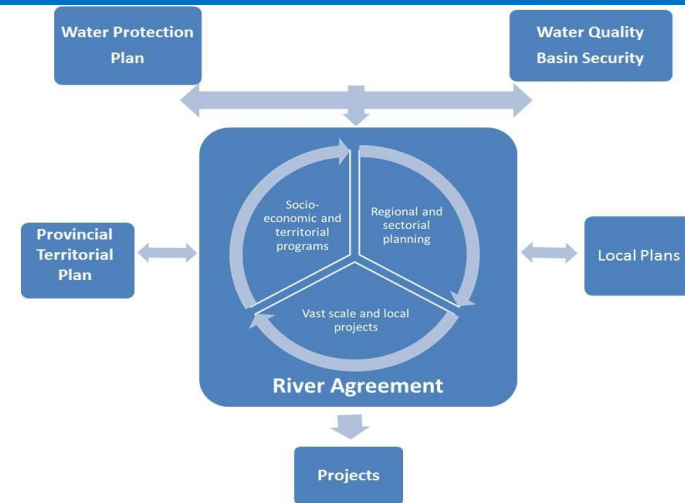 Water Protection
Plan
Water Quality
Basin Security
Socio-
economic and
territorial
programs
Regional and
sectorial
planning
Provincial
Territorial
Plan
Local Plans
Vast scale and local
projects
River Agreement
Projects